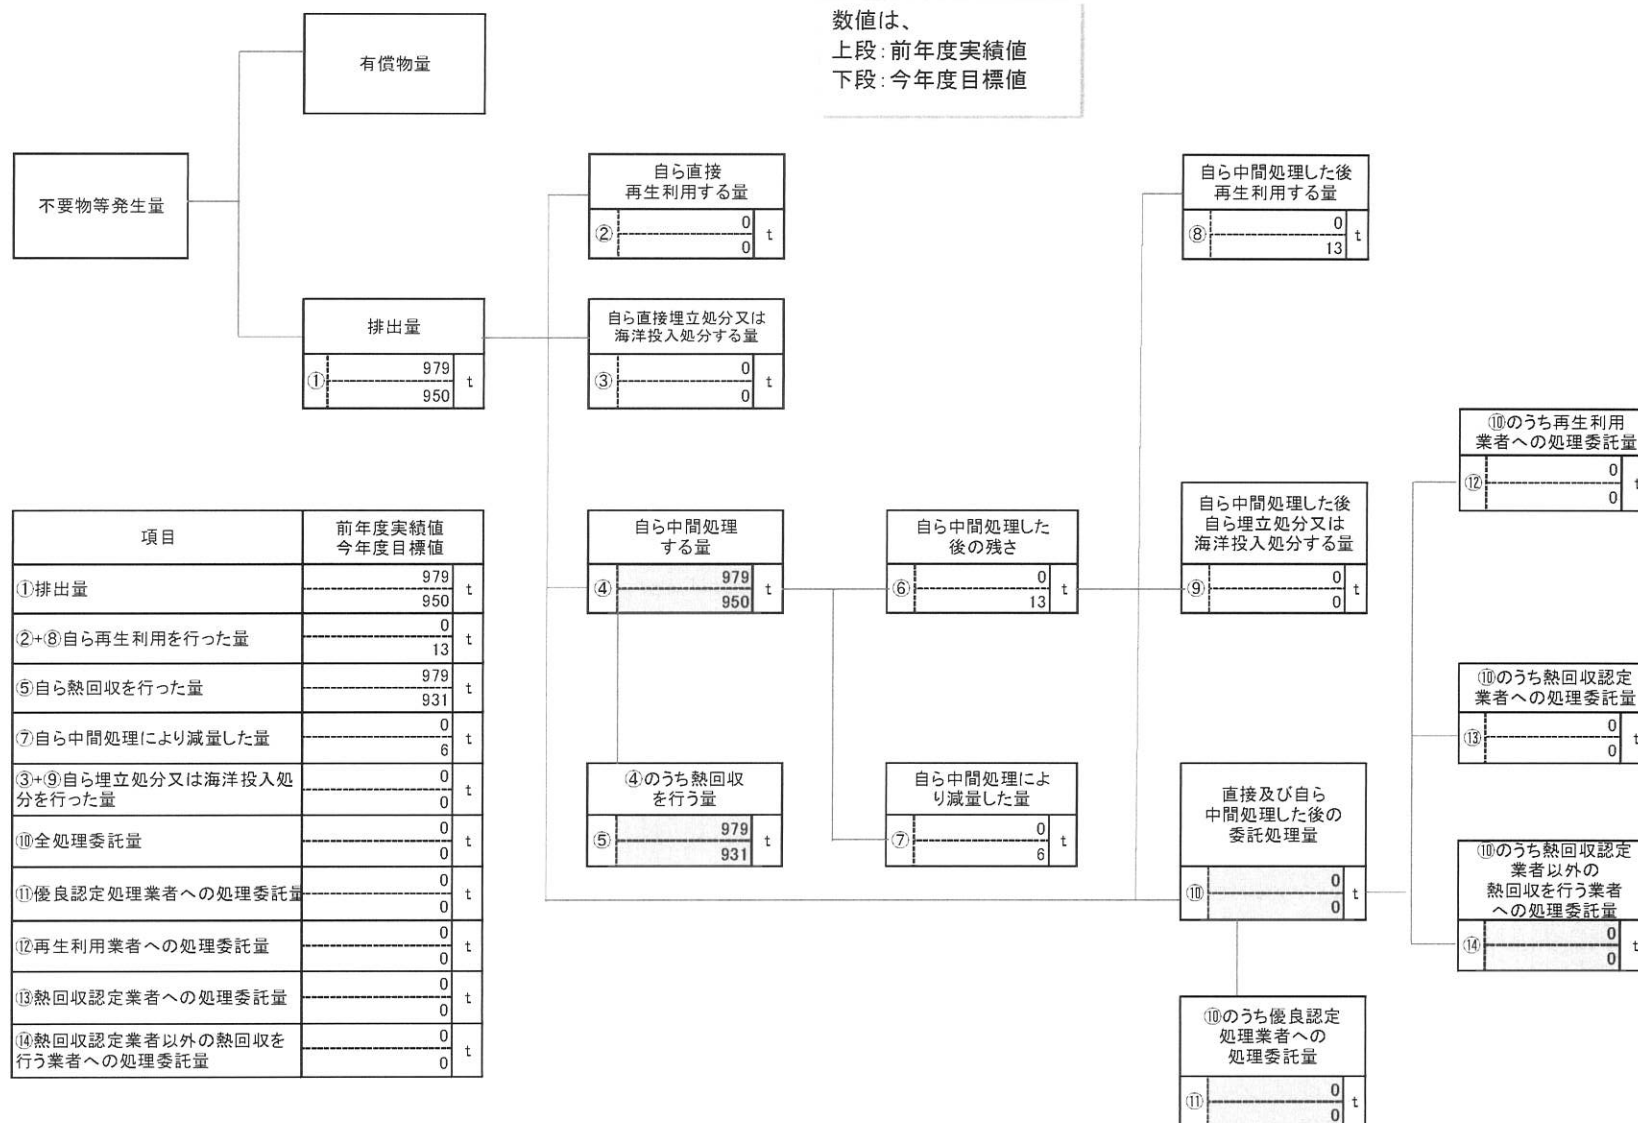 数値は、
上段:前年度実績値
下段:今年度目標値
有償物量
不要物等発生量
排出量
①
979
950
t
自ら直接
再生利用する量
②
0
0
t
自ら直接埋立処分又は
海洋投入処分する量
③
0
0
t
自ら中間処理した後
再生利用する量
⑧
0
13
t
自ら中間処理
する量
④
979
950
t
自ら中間処理した
後の残さ
⑥
0
13
t
自ら中間処理した後
自ら埋立処分又は
海洋投入処分する量
⑨
0
0
t
⑩のうち再生利用
業者への処理委託量
⑫
0
0
t
⑩のうち熱回収認定
業者への処理委託量
⑬
0
0
t
④のうち熱回収
を行う量
⑤
979
931
t
自ら中間処理によ
り減量した量
⑦
0
6
t
直接及び自ら
中間処理した後の
委託処理量
⑩
0
0
t
⑩のうち熱回収認定
業者以外の
熱回収を行う業者
への処理委託量
⑭
0
0
t
⑩のうち優良認定
処理業者への
処理委託量
⑪
0
0
t
項目
前年度実績値
今年度目標値
①排出量
979
950
t
②+⑧自ら再生利用を行った量
0
13
t
⑤自ら熱回収を行った量
979
931
t
⑦自ら中間処理により減量した量
0
6
t
③+⑨自ら埋立処分又は海洋投入処
分を行った量
0
0
t
⑩全処理委託量
0
0
t
⑪優良認定処理業者への処理委託量
0
0
t
⑫再生利用業者への処理委託量
0
0
t
⑬熱回収認定業者への処理委託量
0
0
t
⑭熱回収認定業者以外の熱回収を
行う業者への処理委託量
0
0
t